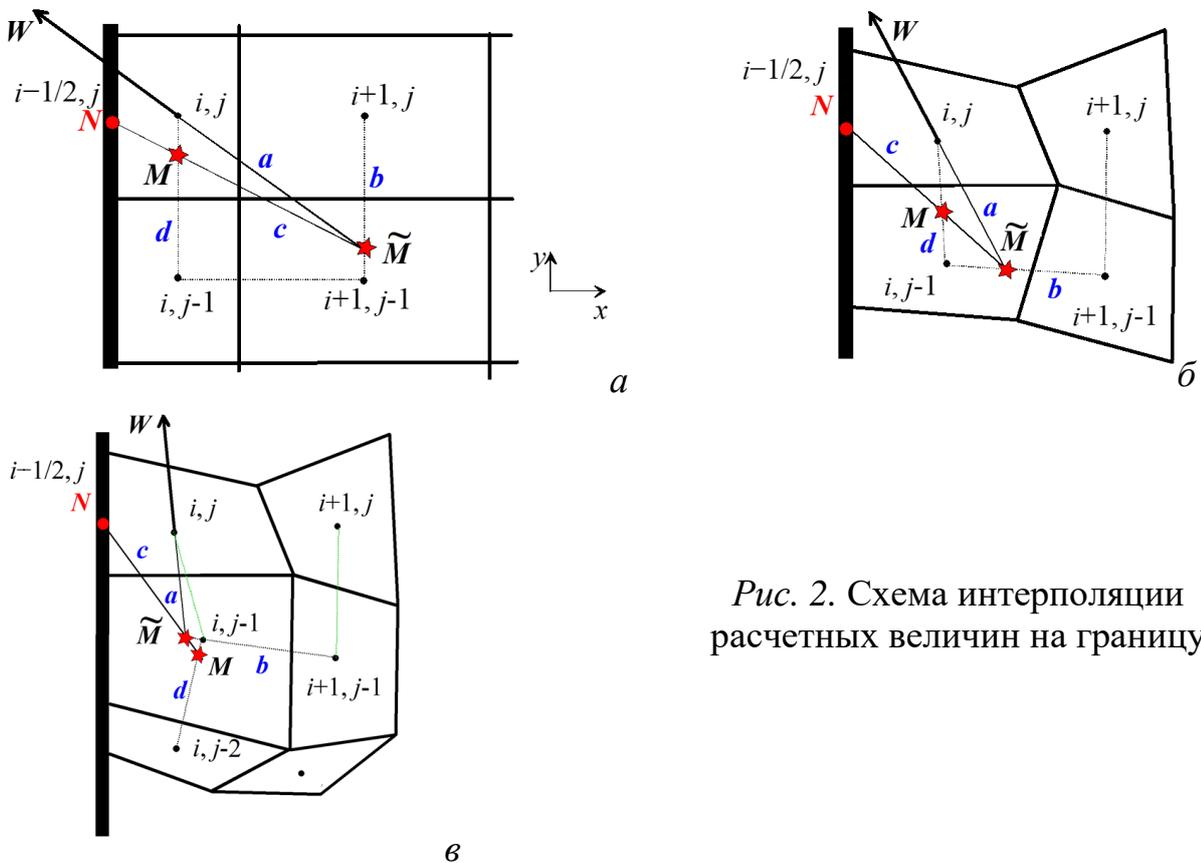 W
i−1/2, j
N
i, j
i+1, j
M
a
b
d
c
M̃
i, j-1
i+1, j-1
y
x
а
W
i−1/2, j
N
i, j
i+1, j
c
a
M
M̃
d
b
i, j-1
i+1, j-1
б
W
i−1/2, j
N
i, j
i+1, j
c
a
M̃
i, j-1
M
b
d
i+1, j-1
i, j-2
в
Рис. 2. Схема интерполяции
расчетных величин на границу